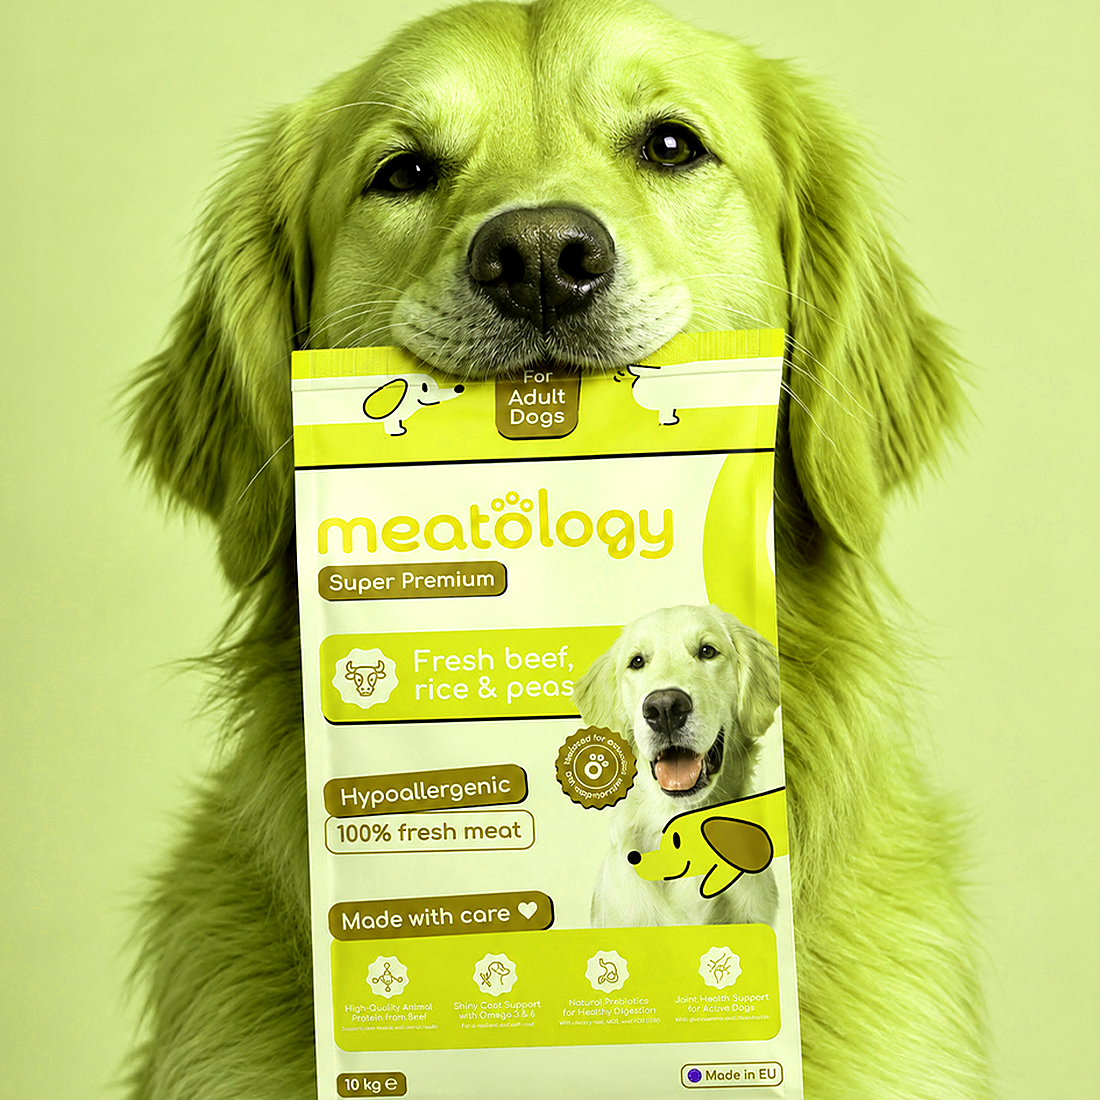 For
Adult
Dogs
meatology
Super Premium
Fresh beef,
rice & peas
Hypoallergenic
100% fresh meat
Made with care
High-Quality Animal
Protein from Beef
Shiny Coat Support
with Omega 3 & 6
Natural Prebiotics
for Healthy Digestion
Joint Health Support
for Active Dogs
10 kg e
Made in EU